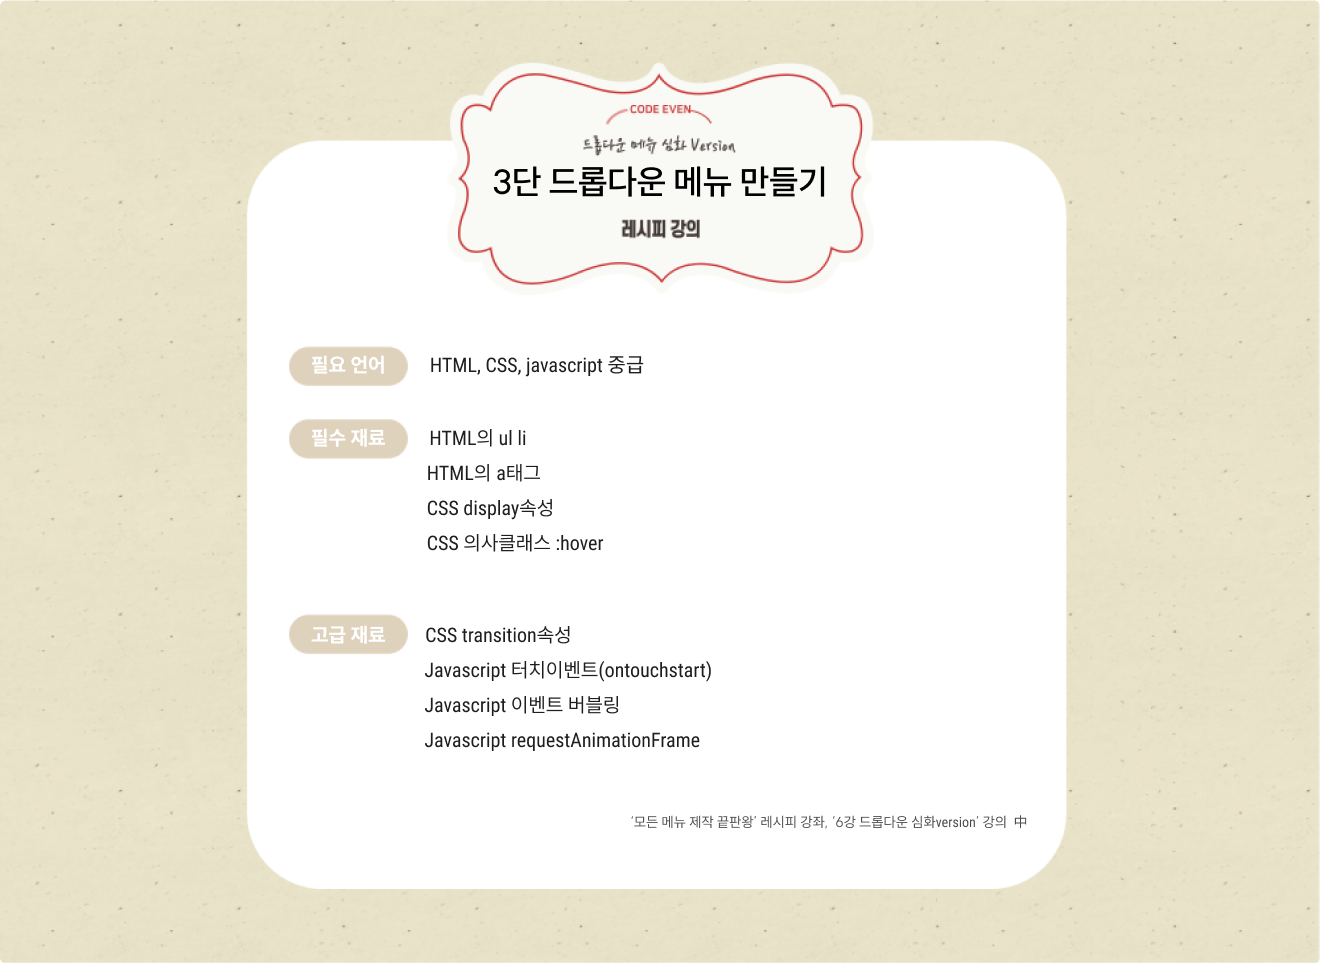 CODE EVEN
드롭다운 메뉴 심화 Version
3단 드롭다운 메뉴 만들기
레시피 강의
필요 언어 HTML, CSS, javascript 중급
필수 재료 HTML의 ul li
HTML의 a태그
CSS display속성
CSS 의사클래스 :hover
고급 재료 CSS transition속성
Javascript 터치이벤트(ontouchstart)
Javascript 이벤트 버블링
Javascript requestAnimationFrame
'모든 메뉴 제작 끝판왕' 레시피 강좌, '6강 드롭다운 심화version' 강의 中